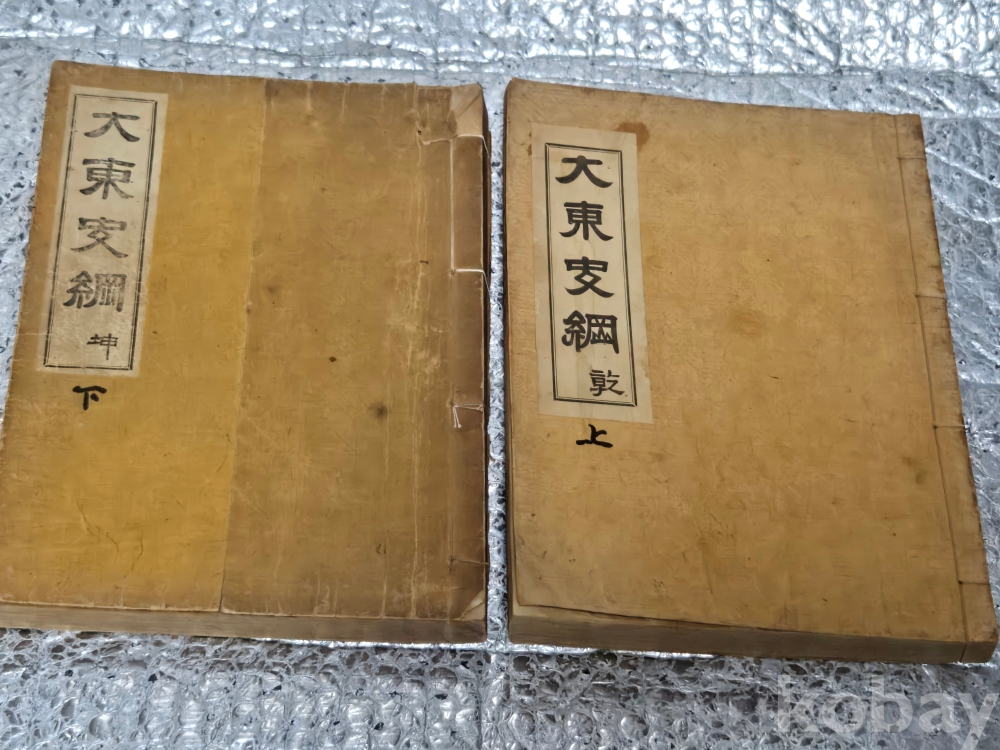 大東史綱 坤
下
大東史綱 乾
上
kobay